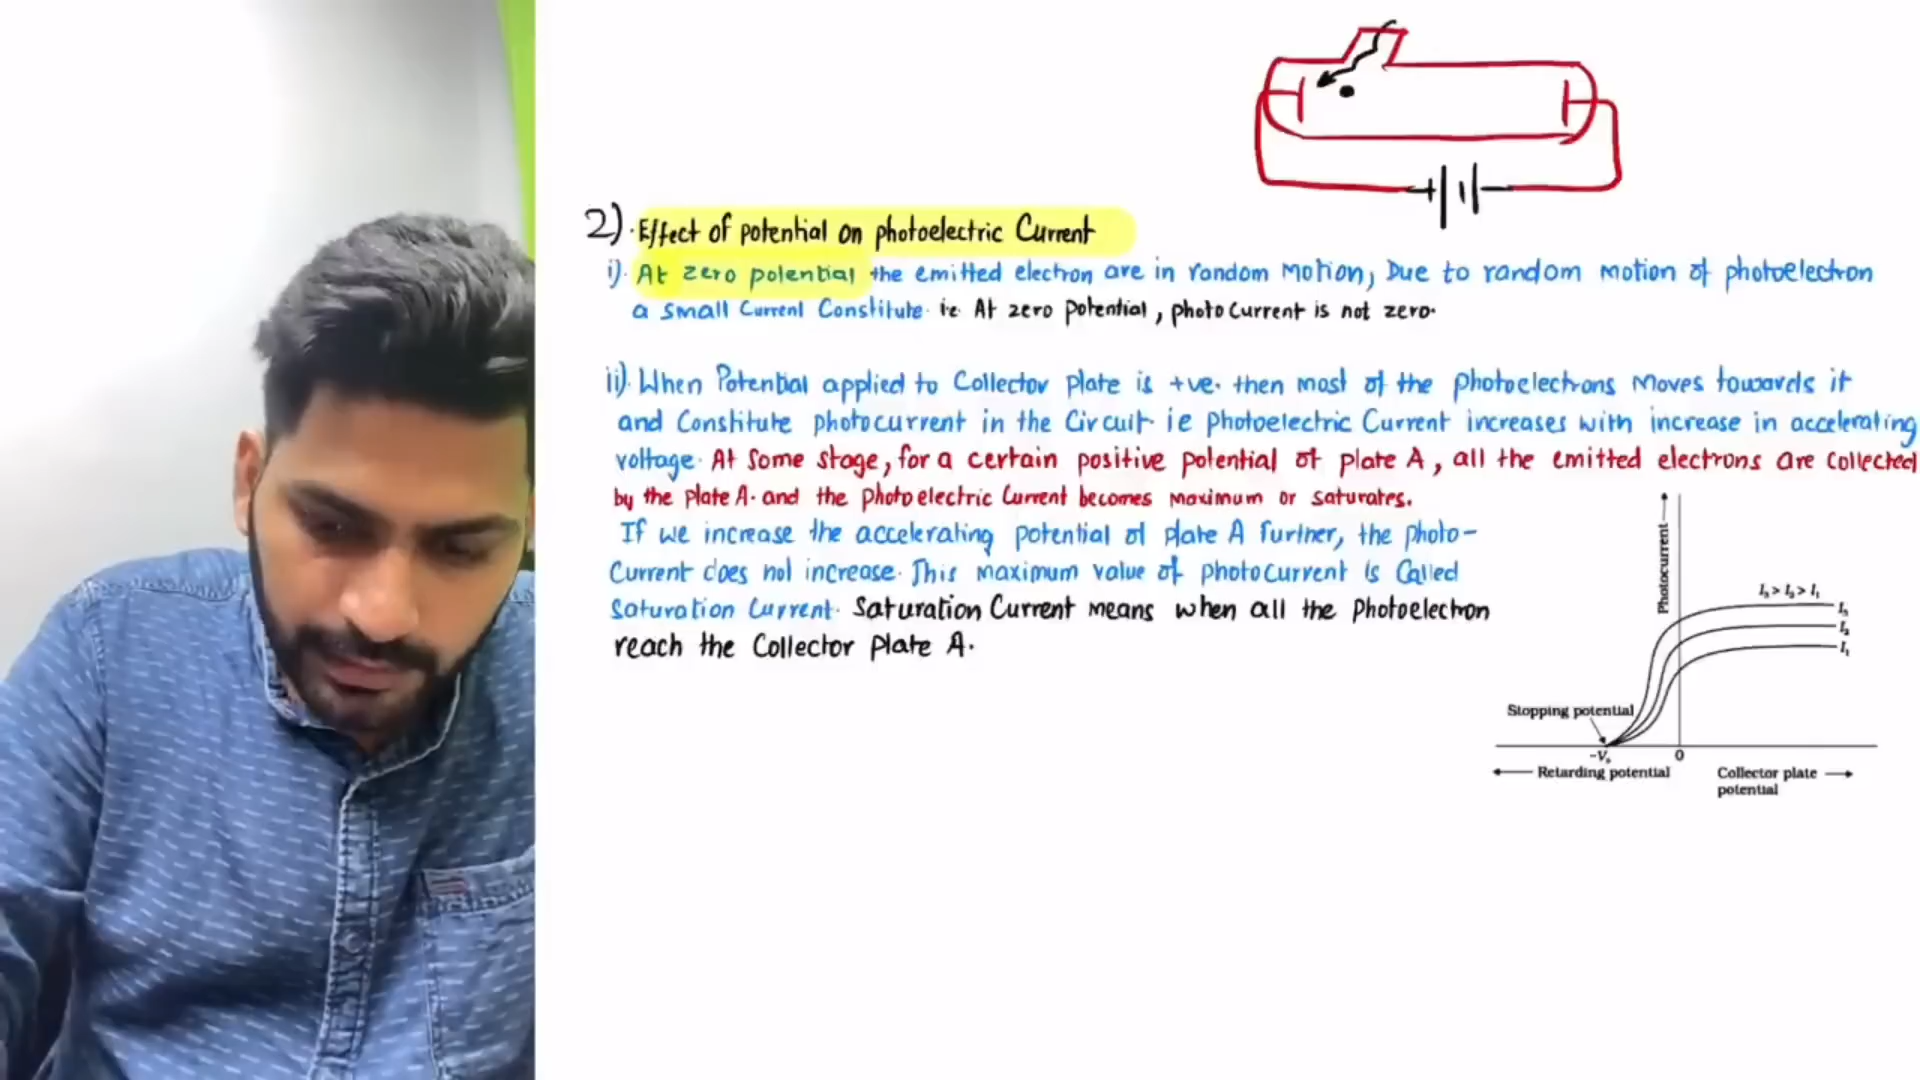 2). Effect of potential on photoelectric Current
i). At zero potential the emitted electron are in random motion, Due to random motion of photoelectron
a small Current Constitute. i.e. At zero Potential, photo Current is not zero.
ii). When Potential applied to Collector plate is +ve. then most of the photoelectrons Moves towards it
and Constitute photocurrent in the Circuit. ie Photoelectric Current increases with increase in accelerating
voltage. At Some stage, for a certain positive potential of plate A, all the emitted electrons are collected
by the plate A. and the photoelectric Current becomes maximum or saturates.
If we increase the accelerating potential of plate A further, the photo-
Current does not increase. This maximum value of photocurrent is Called
Saturation Current. Saturation Current means when all the Photoelectron
reach the Collector Plate A.
Photocurrent
I₃ > I₂ > I₁
I₃
I₂
I₁
Stopping potential
-V₀
0
Retarding potential
Collector plate
potential